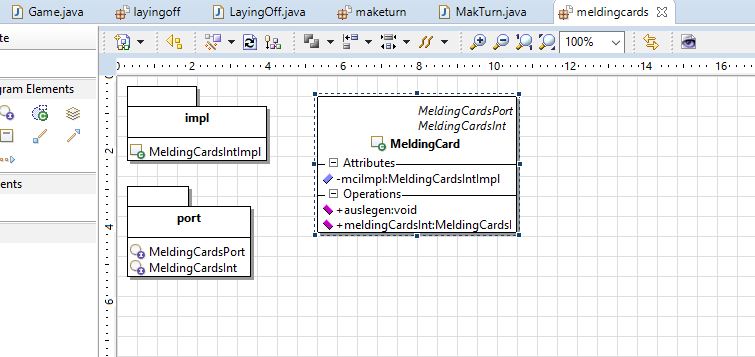 Game.java
layingoff
LayingOff.java
maketurn
MakTurn.java
meldingcards
te
100%
0 2 4 6 8 10 12 14 16
gram Elements
ents
0
2
4
6
impl
MeldingCardsIntImpl
port
MeldingCardsPort
MeldingCardsInt
MeldingCardsPort
MeldingCardsInt
MeldingCard
Attributes
-mciImpl:MeldingCardsIntImpl
Operations
+auslegen:void
+meldingCardsInt:MeldingCardsI